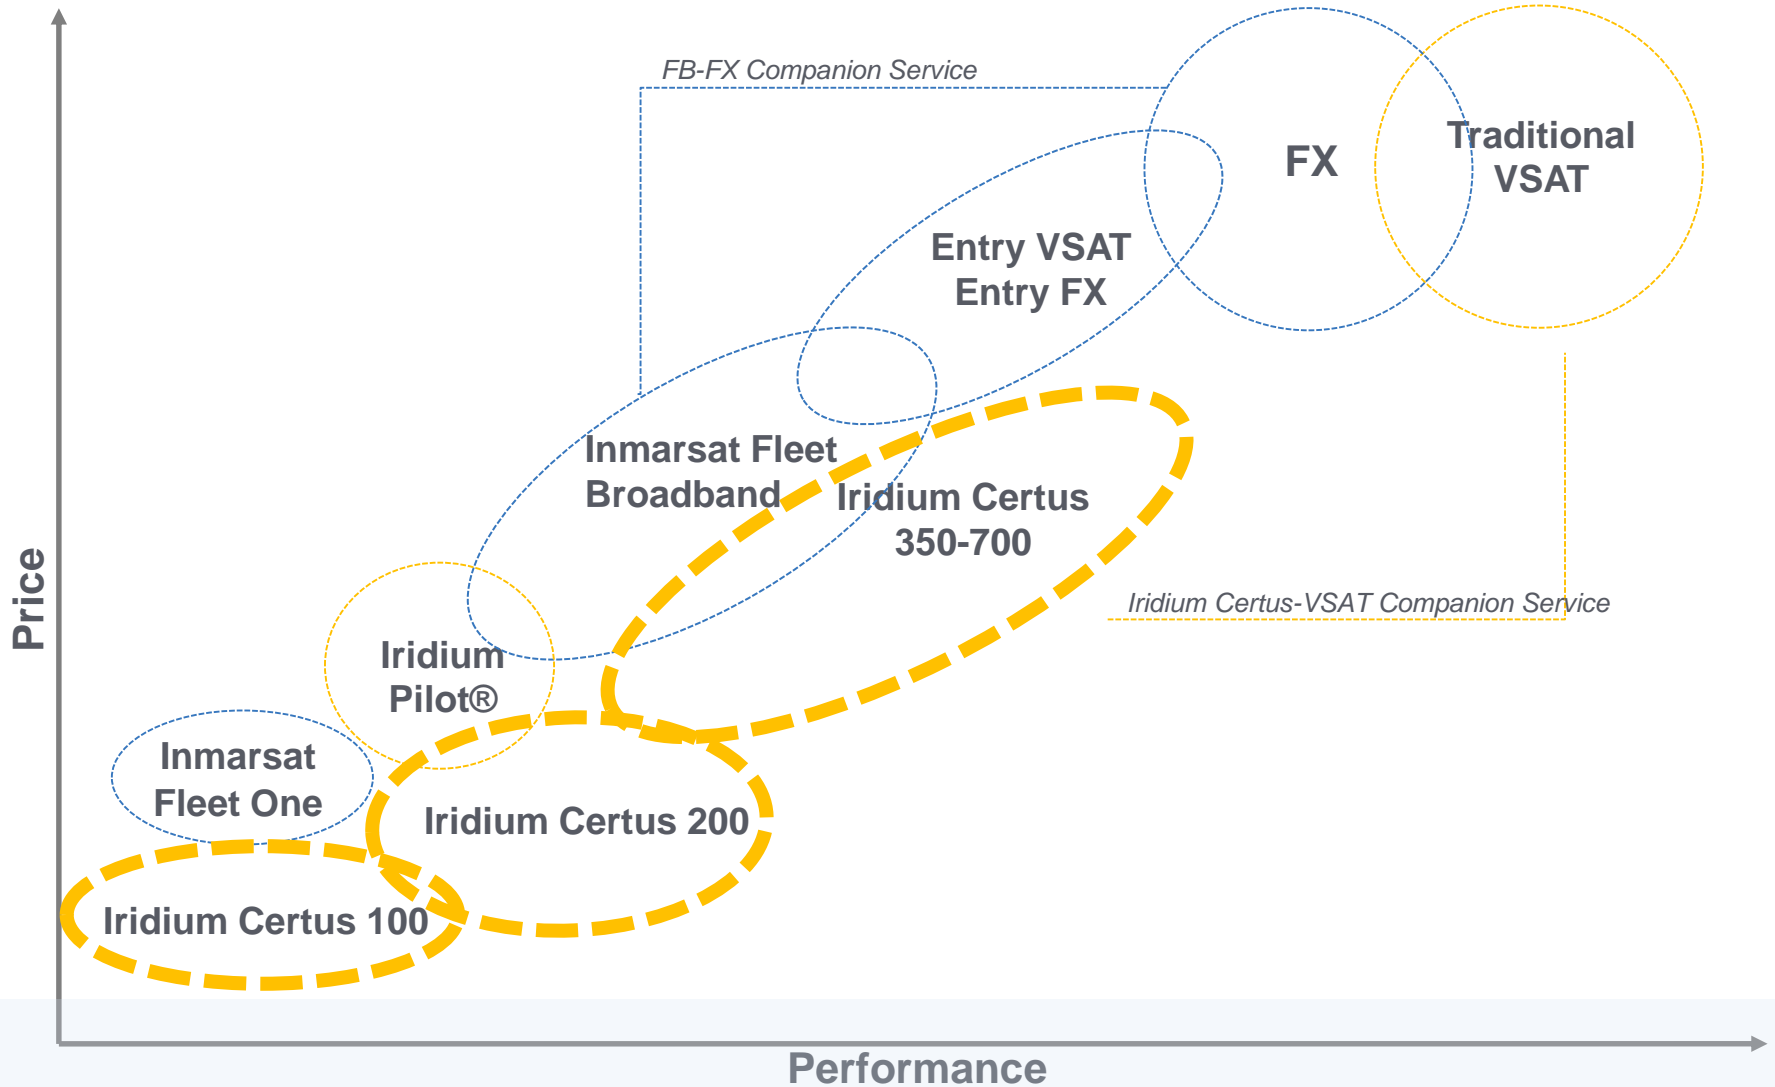 FB-FX Companion Service
FX
Traditional
VSAT
Entry VSAT
Entry FX
Inmarsat Fleet
Broadband
Iridium Certus
350-700
Iridium Certus-VSAT Companion Service
Price
Iridium
Pilot®
Inmarsat
Fleet One
Iridium Certus 200
Iridium Certus 100
Performance